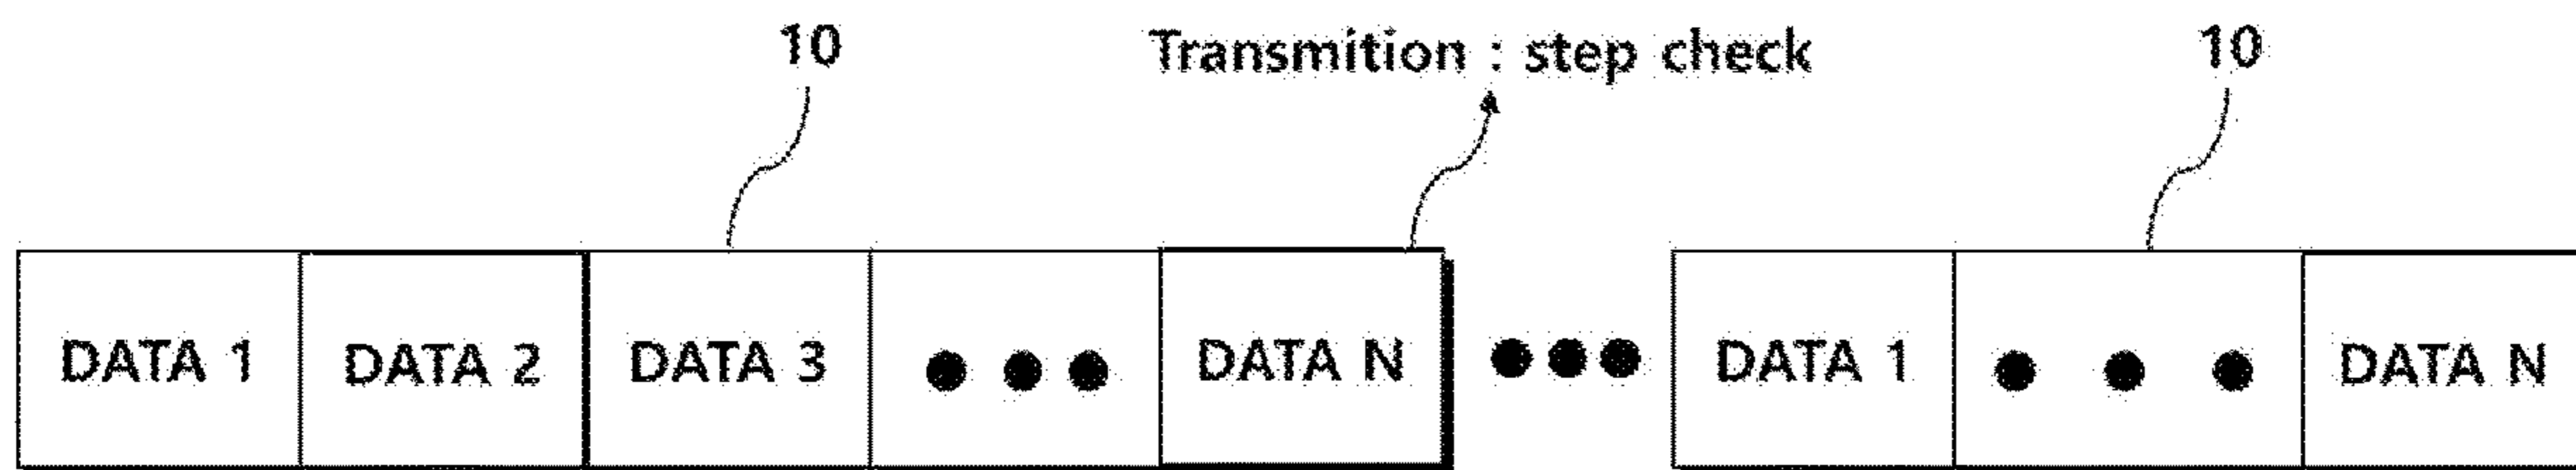 10 Transmition : step check 10
DATA 1 DATA 2 DATA 3 ● ● ● DATA N ●●● DATA 1 ● ● ● DATA N